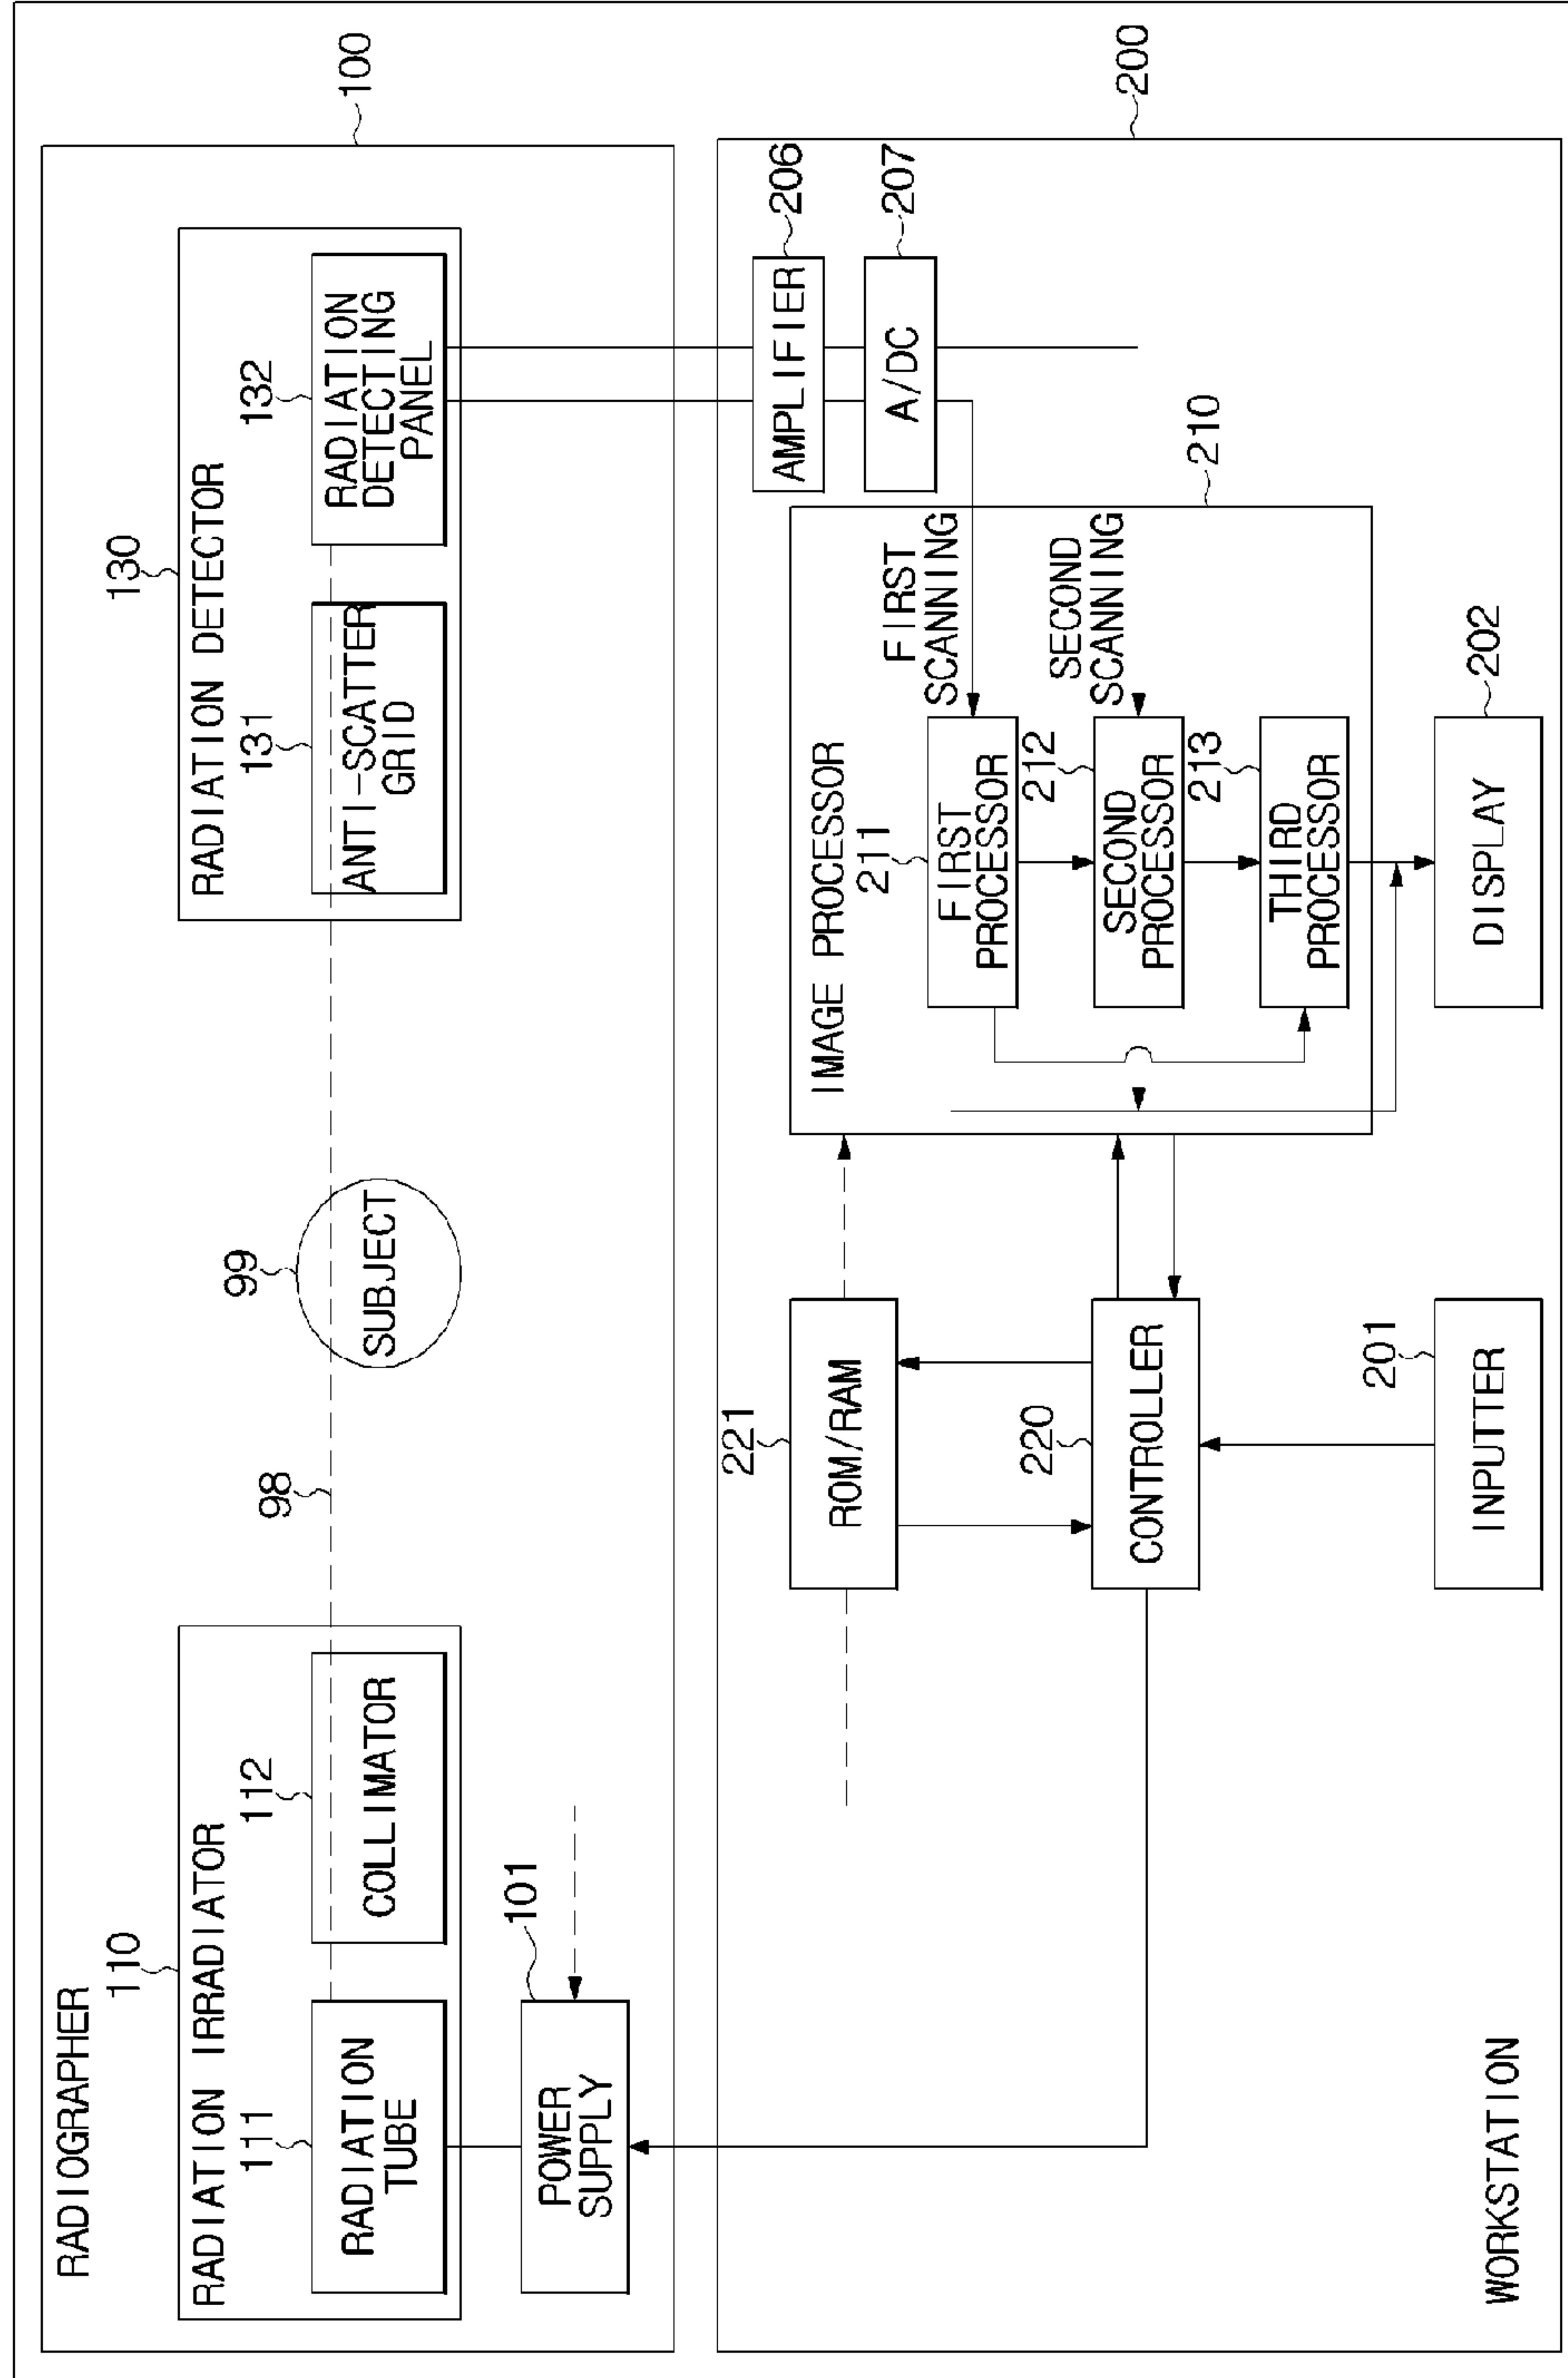 RADIOGRAPHER
100
110
RADIATION IRRADIATOR
111
RADIATION
TUBE
112
COLLIMATOR
98
99
SUBJECT
130
RADIATION DETECTOR
131
ANTI-SCATTER
GRID
132
RADIATION
DETECTING
PANEL
101
POWER
SUPPLY
200
221
ROM/RAM
220
CONTROLLER
201
INPUTTER
206
AMPLIFIER
207
A/DC
210
IMAGE PROCESSOR
211
FIRST
PROCESSOR
FIRST
SCANNING
212
SECOND
PROCESSOR
SECOND
SCANNING
213
THIRD
PROCESSOR
202
DISPLAY
WORKSTATION